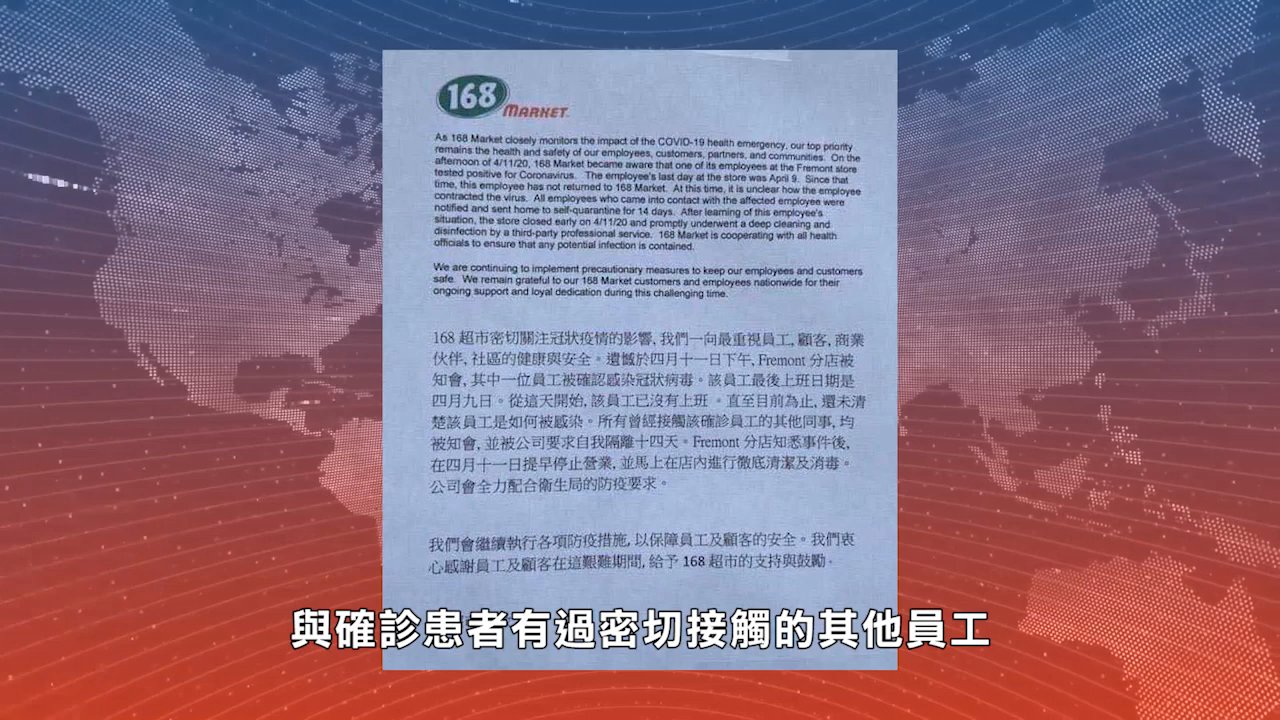 168
MARKET
As 168 Market closely monitors the impact of the COVID-19 health emergency, our top priority
remains the health and safety of our employees, customers, partners, and communities. On the
afternoon of 4/11/20, 168 Market became aware that one of its employees at the Fremont store
tested positive for Coronavirus. The employee's last day at the store was April 9. Since that
time, this employee has not returned to 168 Market. At this time, it is unclear how the employee
contracted the virus. All employees who came into contact with the affected employee were
notified and sent home to self-quarantine for 14 days. After learning of this employee's
situation, the store closed early on 4/11/20 and promptly underwent a deep cleaning and
disinfection by a third-party professional service. 168 Market is cooperating with all health
officials to ensure that any potential infection is contained.
We are continuing to implement precautionary measures to keep our employees and customers
safe. We remain grateful to our 168 Market customers and employees nationwide for their
ongoing support and loyal dedication during this challenging time.
168 超市密切關注冠狀疫情的影響, 我們一向最重視員工, 顧客, 商業
伙伴, 社區的健康與安全。遺憾於四月十一日下午, Fremont 分店被
知會, 其中一位員工被確認感染冠狀病毒。該員工最後上班日期是
四月九日。從這天開始, 該員工已沒有上班 。直至目前為止, 還未清
楚該員工是如何被感染。所有曾經接觸該確診員工的其他同事, 均
被知會, 並被公司要求自我隔離十四天。Fremont 分店知悉事件後,
在四月十一日提早停止營業, 並馬上在店內進行徹底清潔及消毒。
公司會全力配合衛生局的防疫要求。
我們會繼續執行各項防疫措施, 以保障員工及顧客的安全。我們衷
心感謝員工及顧客在這艱難期間, 給予 168 超市的支持與鼓勵。
與確診患者有過密切接觸的其他員工